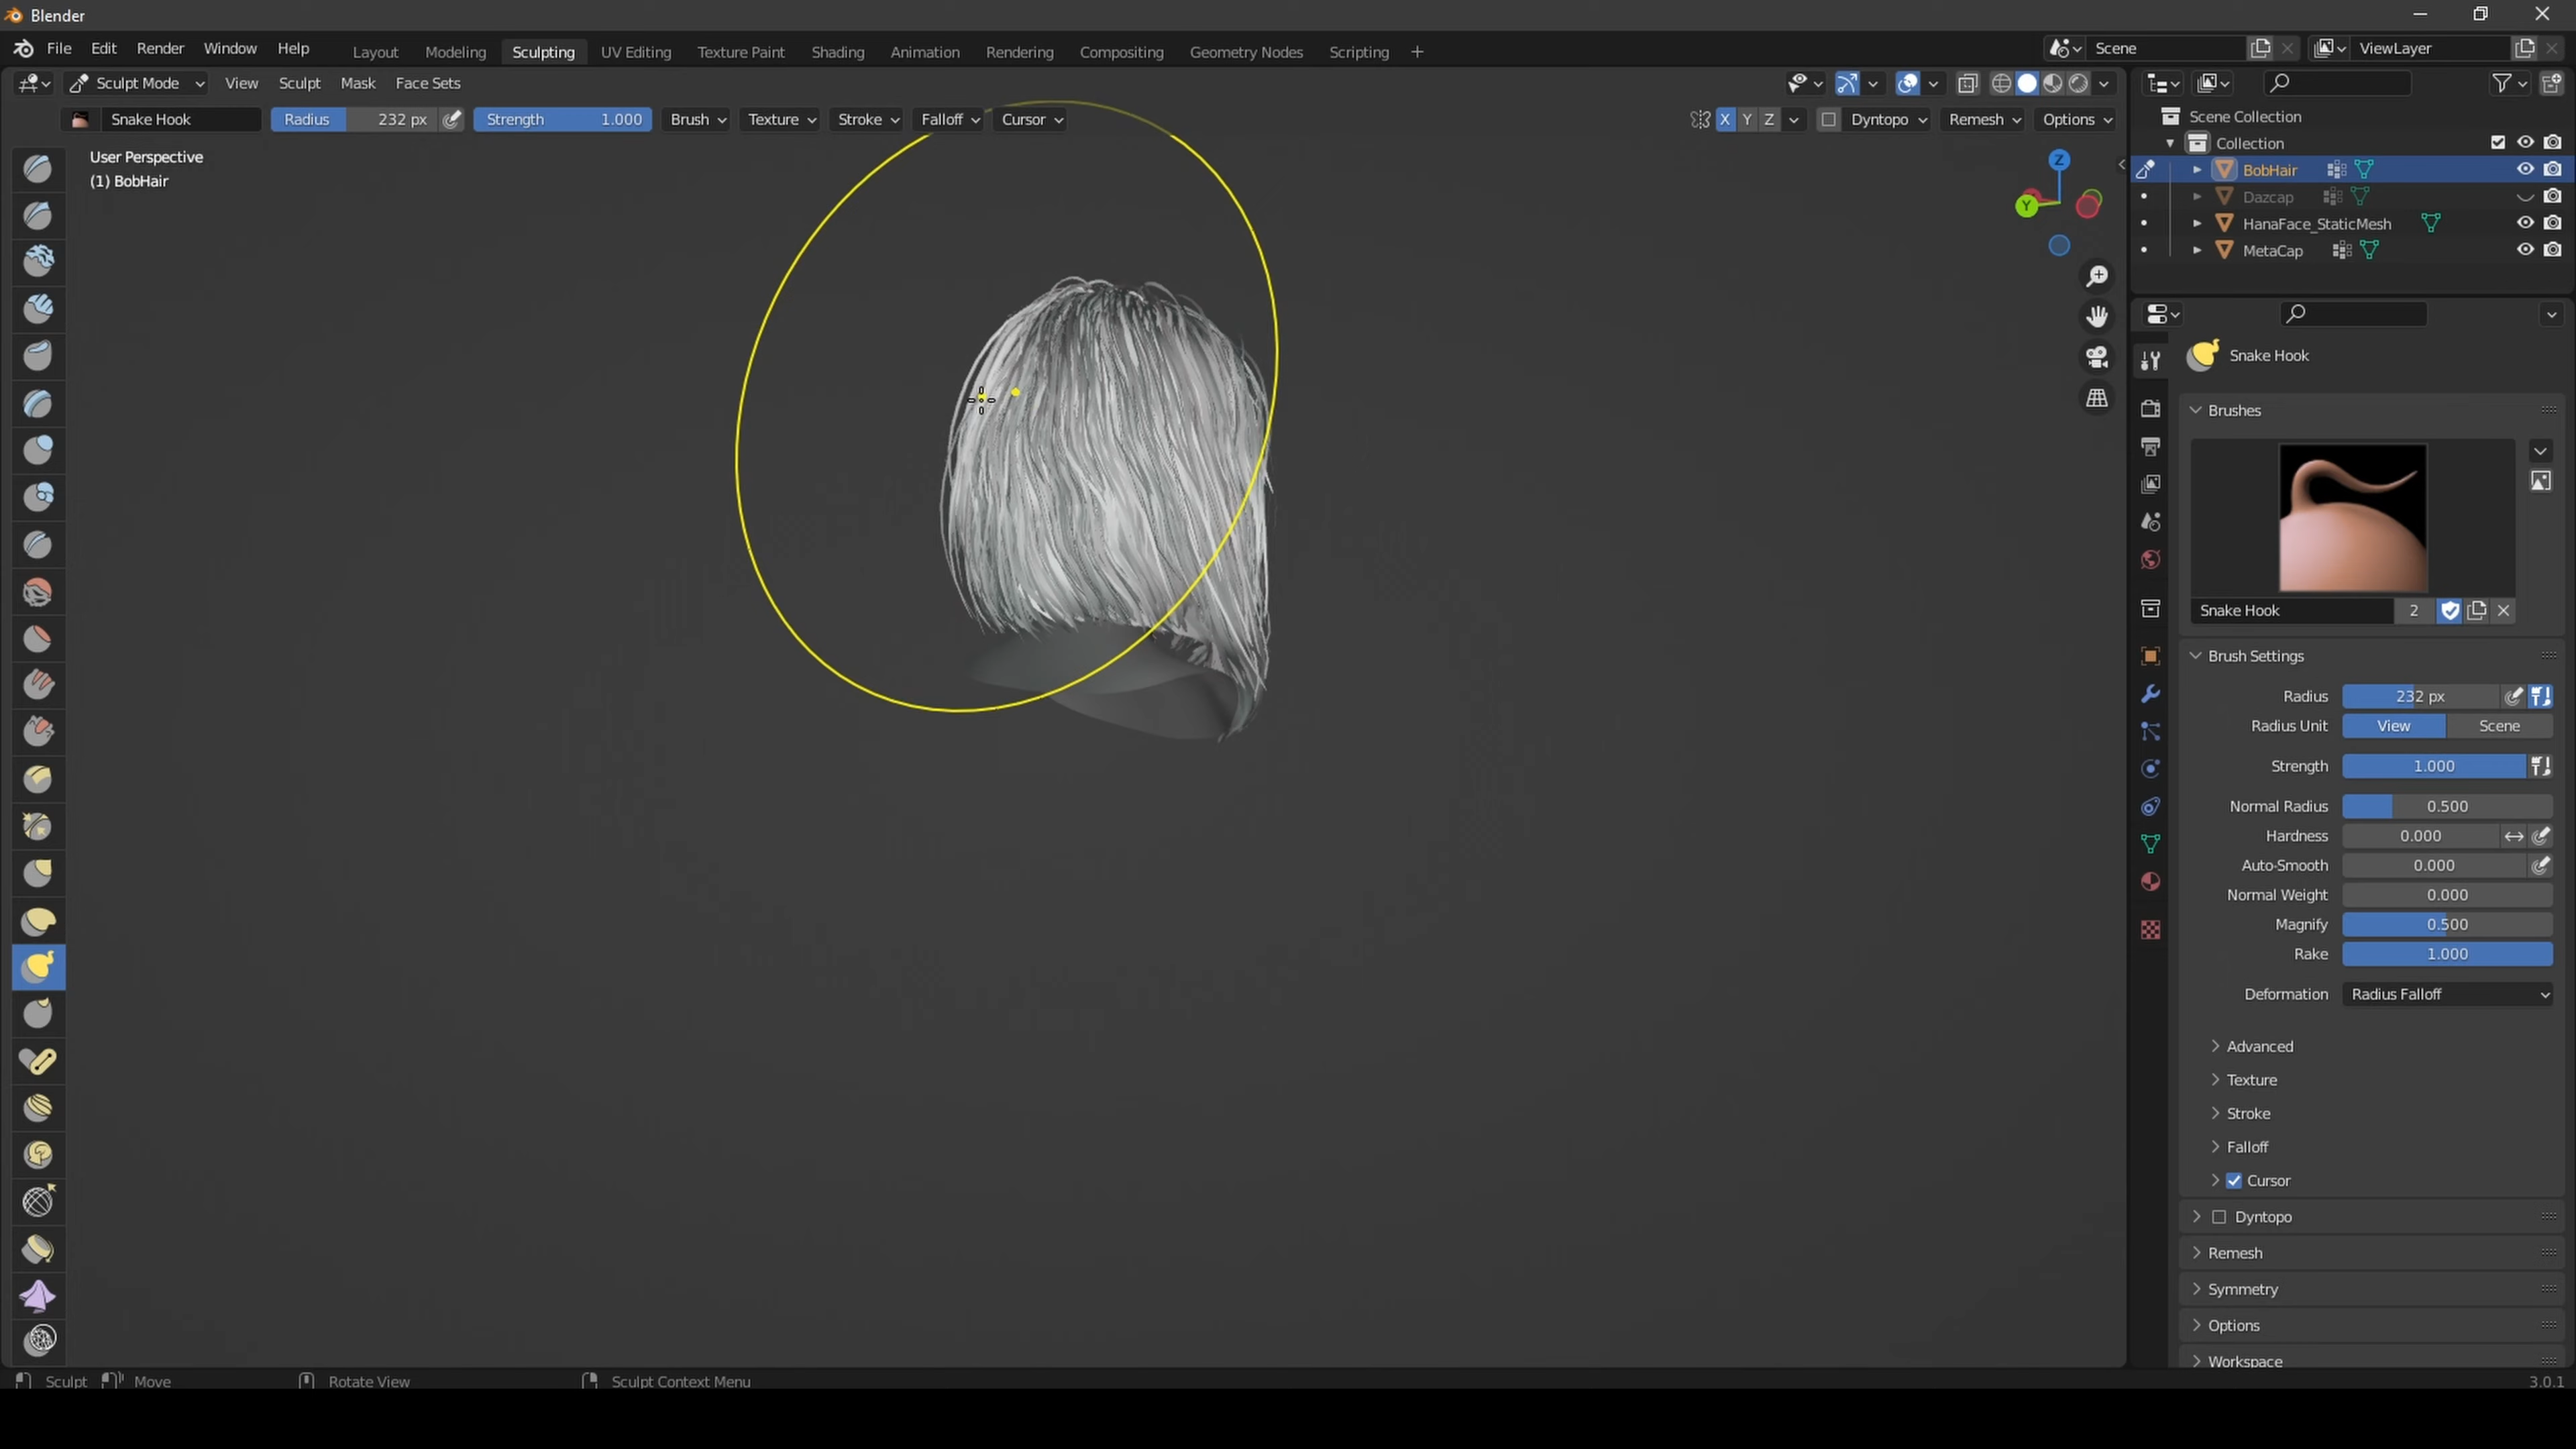 Blender
File Edit Render Window Help Layout Modeling Sculpting UV Editing Texture Paint Shading Animation Rendering Compositing Geometry Nodes Scripting + Scene ViewLayer
Sculpt Mode View Sculpt Mask Face Sets
Snake Hook Radius 232 px Strength 1.000 Brush Texture Stroke Falloff Cursor X Y Z Dyntopo Remesh Options
User Perspective
(1) BobHair
Z
Y
Scene Collection
Collection
BobHair
Dazcap
HanaFace_StaticMesh
MetaCap
Snake Hook
Brushes
Snake Hook 2
Brush Settings
Radius 232 px
Radius Unit View Scene
Strength 1.000
Normal Radius 0.500
Hardness 0.000
Auto-Smooth 0.000
Normal Weight 0.000
Magnify 0.500
Rake 1.000
Deformation Radius Falloff
Advanced
Texture
Stroke
Falloff
Cursor
Dyntopo
Remesh
Symmetry
Options
Workspace
Sculpt Move Rotate View Sculpt Context Menu 3.0.1